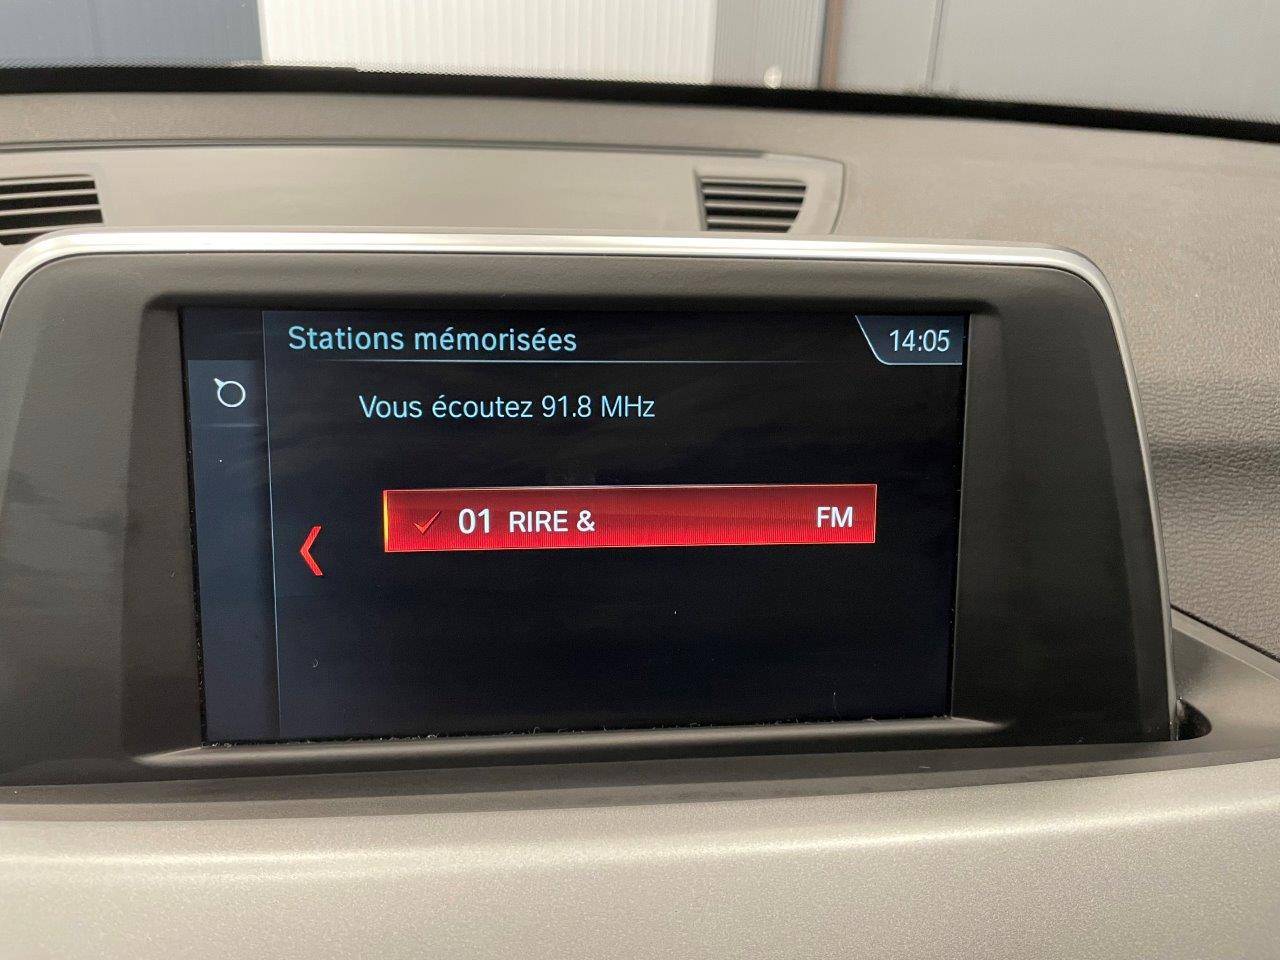 Stations mémorisées
14:05
Vous écoutez 91.8 MHz
01 RIRE & FM